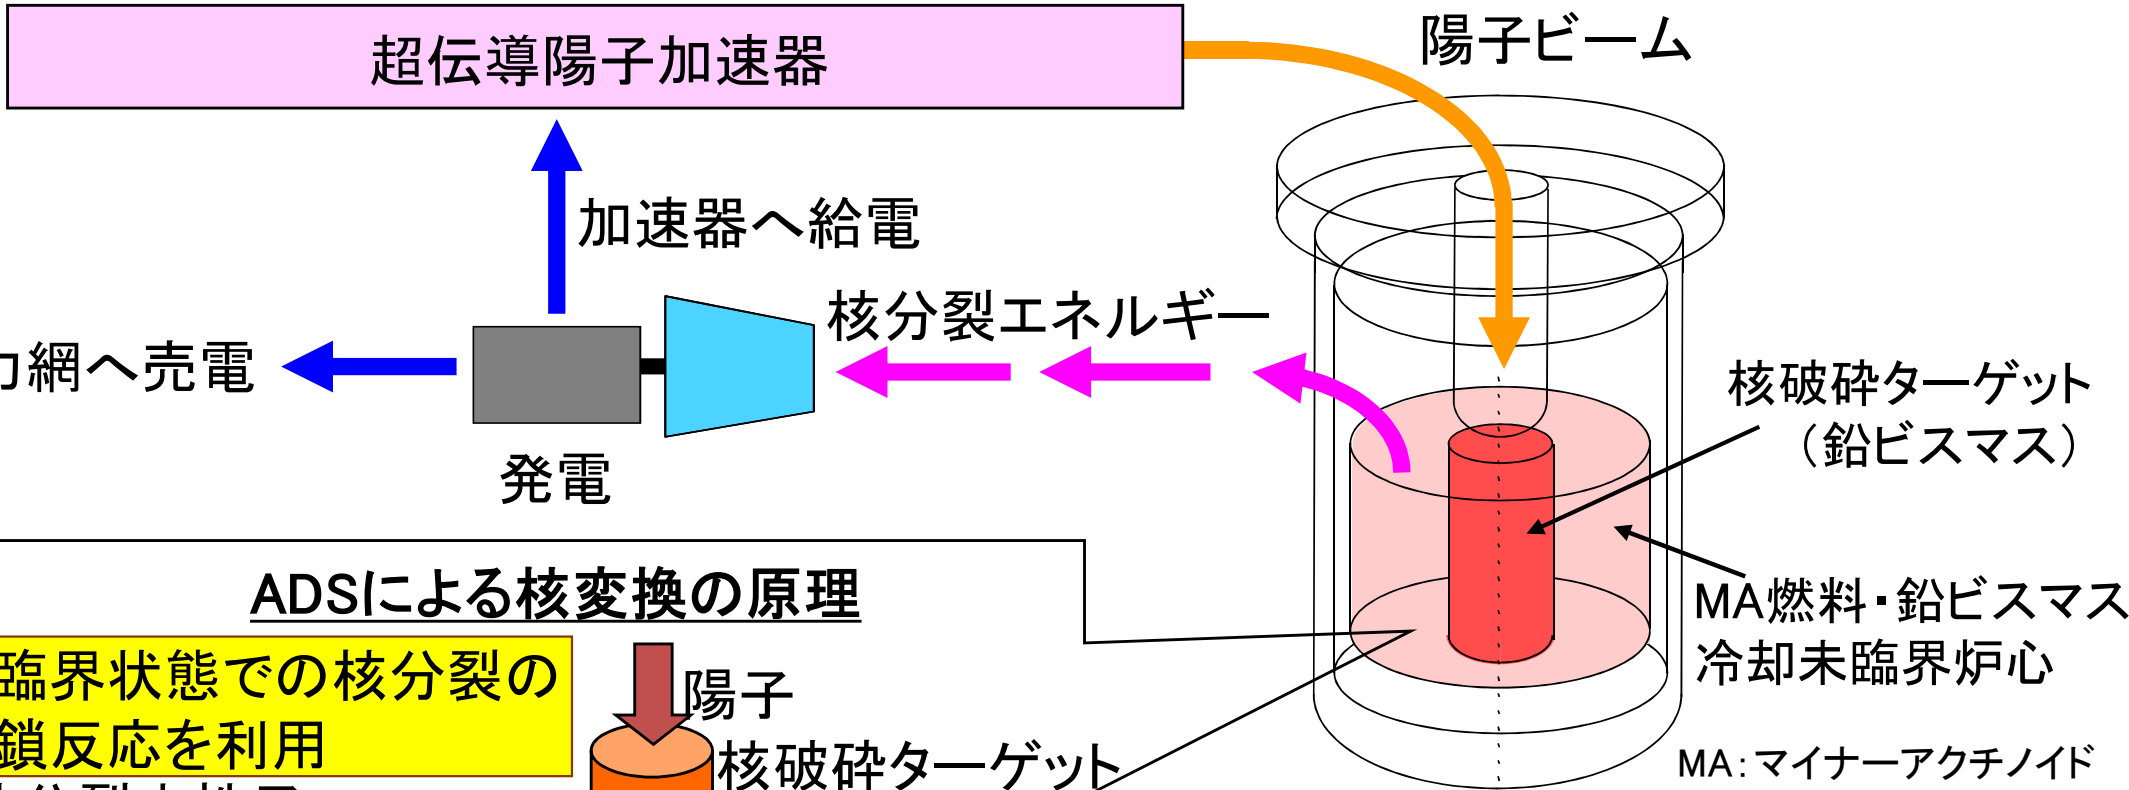 超伝導陽子加速器
陽子ビーム
加速器へ給電
核分裂エネルギー
網へ売電
発電
核破砕ターゲット
（鉛ビスマス）
MA燃料・鉛ビスマス
冷却未臨界炉心
MA：マイナーアクチノイド
ADSによる核変換の原理
臨界状態での核分裂の
鎖反応を利用
陽子
核破砕ターゲット